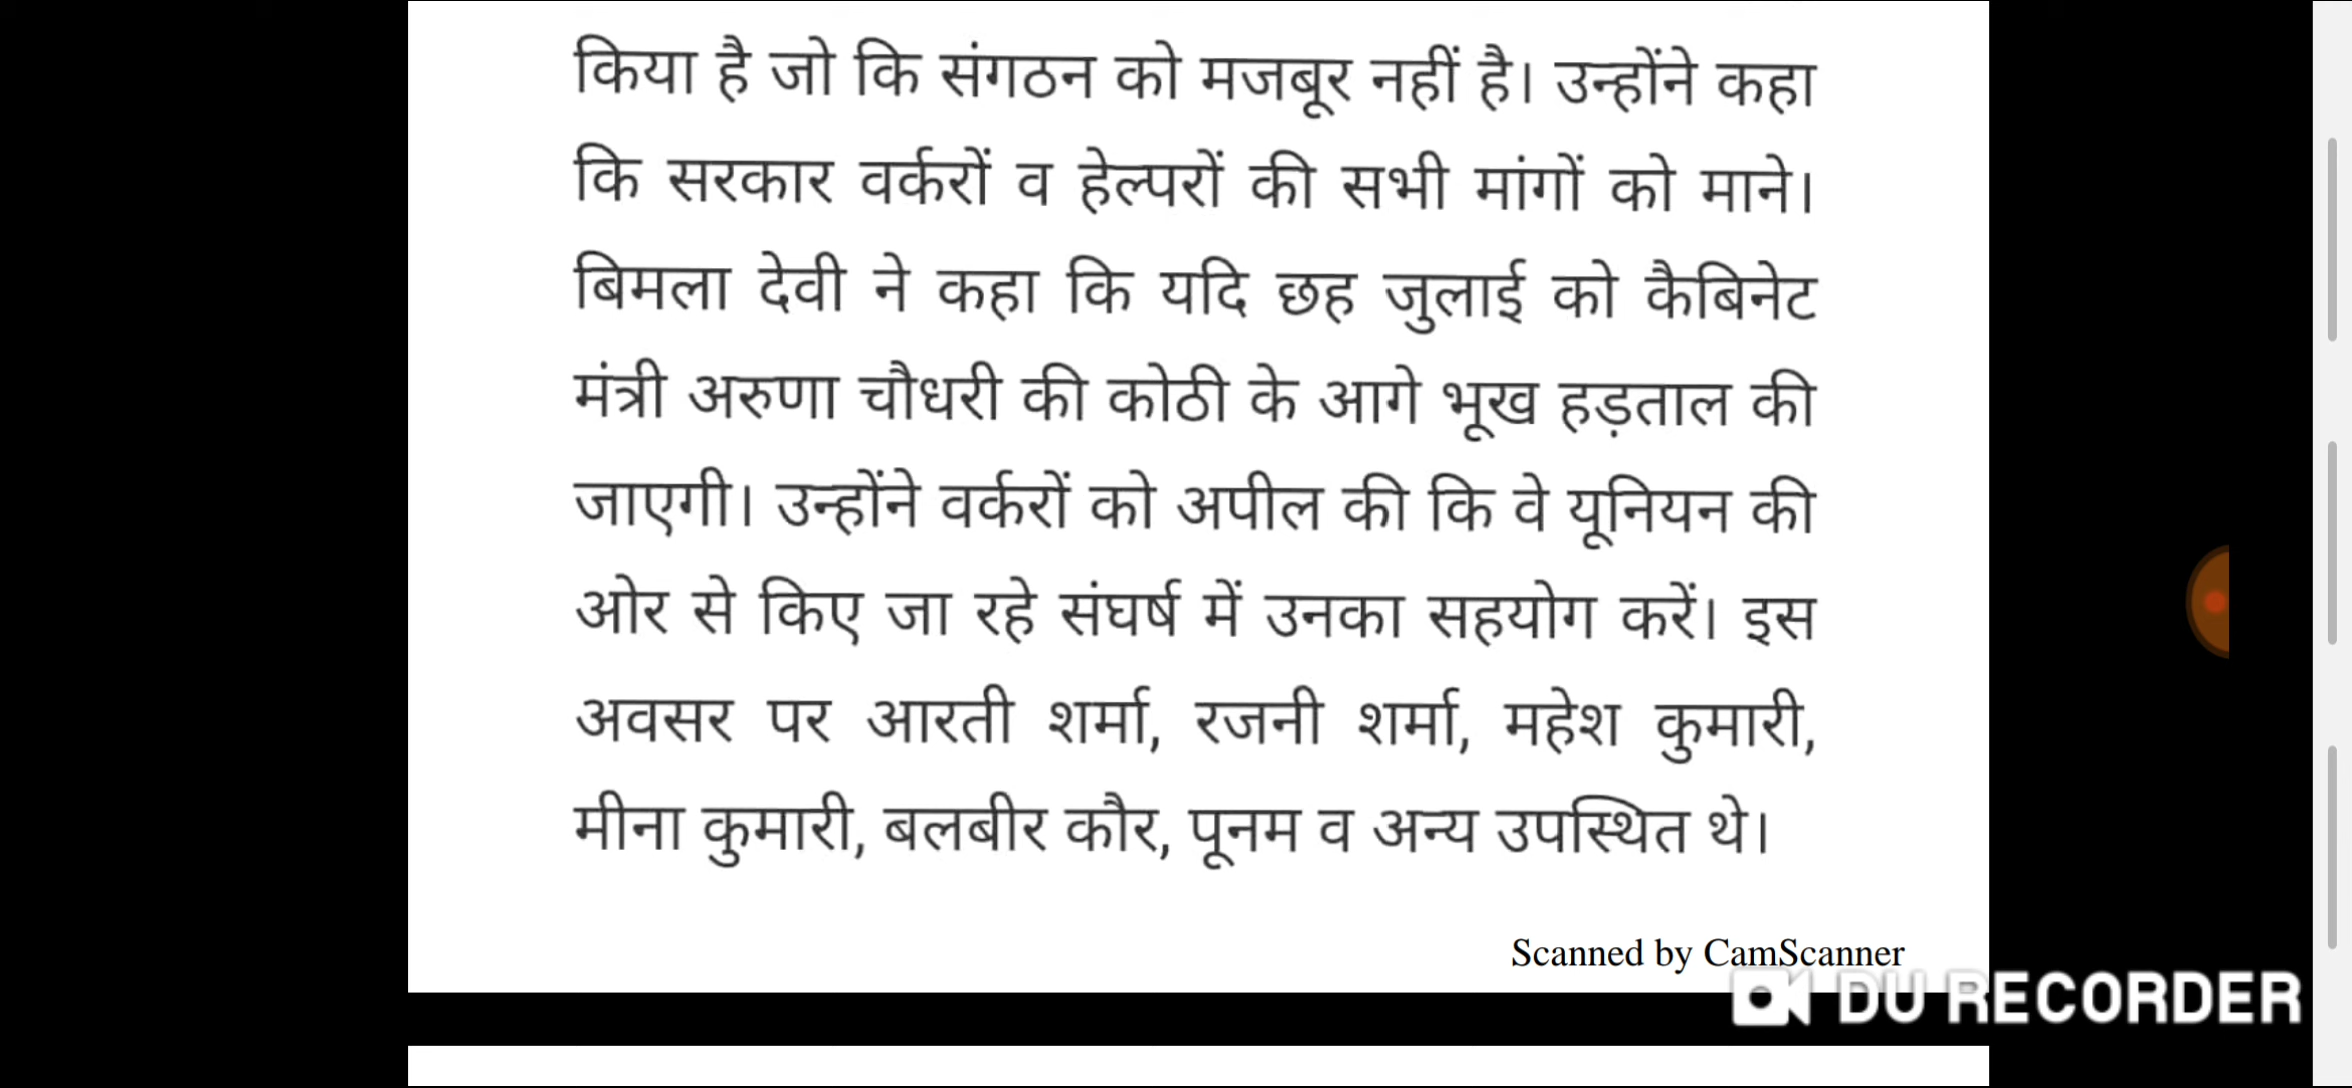 किया है जो कि संगठन को मजबूर नहीं है। उन्होंने कहा
कि सरकार वर्करों व हेल्परों की सभी मांगों को माने।
बिमला देवी ने कहा कि यदि छह जुलाई को कैबिनेट
मंत्री अरुणा चौधरी की कोठी के आगे भूख हड़ताल की
जाएगी। उन्होंने वर्करों को अपील की कि वे यूनियन की
ओर से किए जा रहे संघर्ष में उनका सहयोग करें। इस
अवसर पर आरती शर्मा, रजनी शर्मा, महेश कुमारी,
मीना कुमारी, बलबीर कौर, पूनम व अन्य उपस्थित थे।
Scanned by CamScanner
DU RECORDER